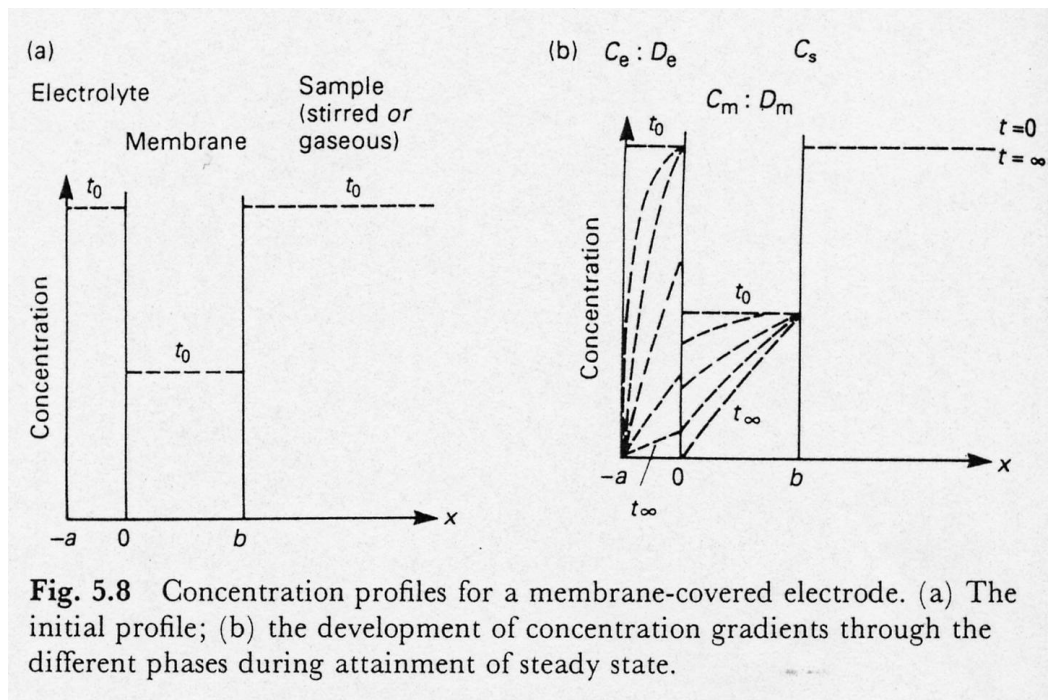 (a)
Electrolyte
Membrane
Sample
(stirred or
gaseous)
t₀
t₀
t₀
Concentration
−a
0
b
x
(b)
Cₑ : Dₑ
Cₘ : Dₘ
Cₛ
t₀
t₀
t = 0
t = ∞
Concentration
t∞
−a
0
b
x
t∞
Fig. 5.8 Concentration profiles for a membrane-covered electrode. (a) The
initial profile; (b) the development of concentration gradients through the
different phases during attainment of steady state.